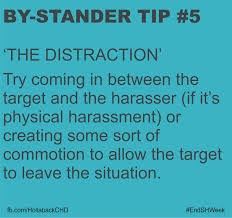 BY-STANDER TIP #5
‘THE DISTRACTION’
Try coming in between the
target and the harasser (if it's
physical harassment) or
creating some sort of
commotion to allow the target
to leave the situation.
fb.com/HollabackCHD #EndSHWeek